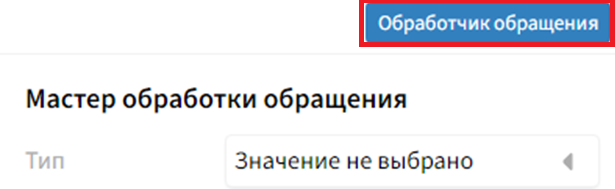 Обработчик обращения
Мастер обработки обращения
Тип
Значение не выбрано